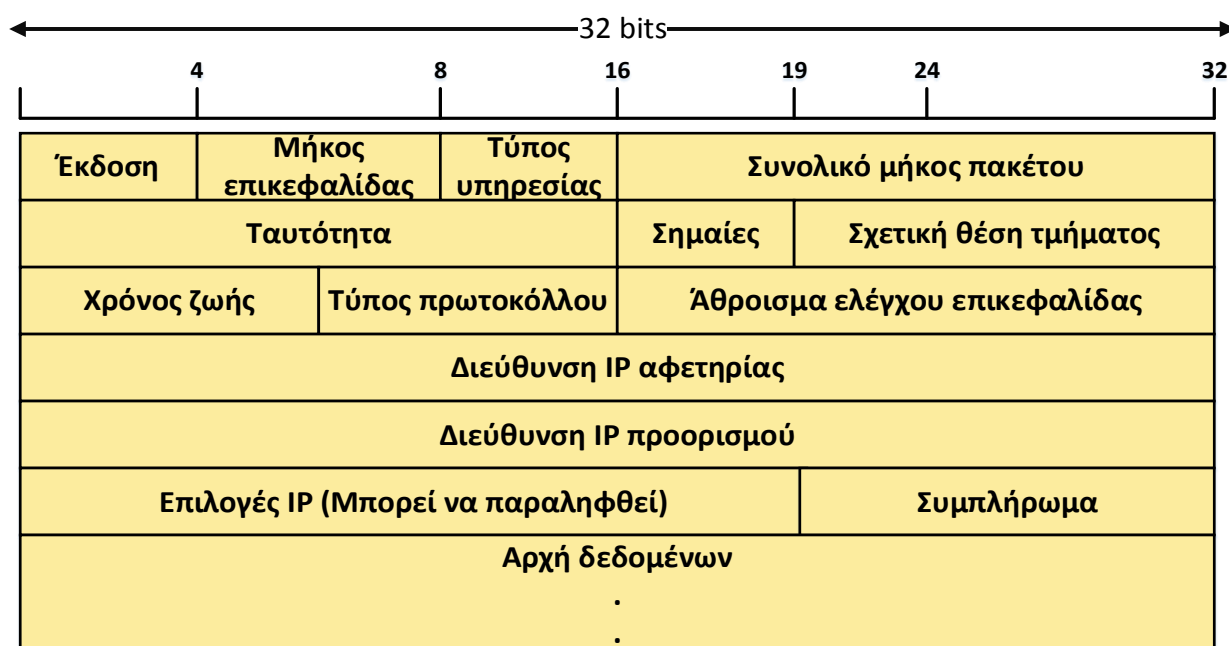 32 bits
4 8 16 19 24 32
Έκδοση Μήκος επικεφαλίδας Τύπος υπηρεσίας Συνολικό μήκος πακέτου
Ταυτότητα Σημαίες Σχετική θέση τμήματος
Χρόνος ζωής Τύπος πρωτοκόλλου Άθροισμα ελέγχου επικεφαλίδας
Διεύθυνση IP αφετηρίας
Διεύθυνση IP προορισμού
Επιλογές IP (Μπορεί να παραληφθεί) Συμπλήρωμα
Αρχή δεδομένων
.
.